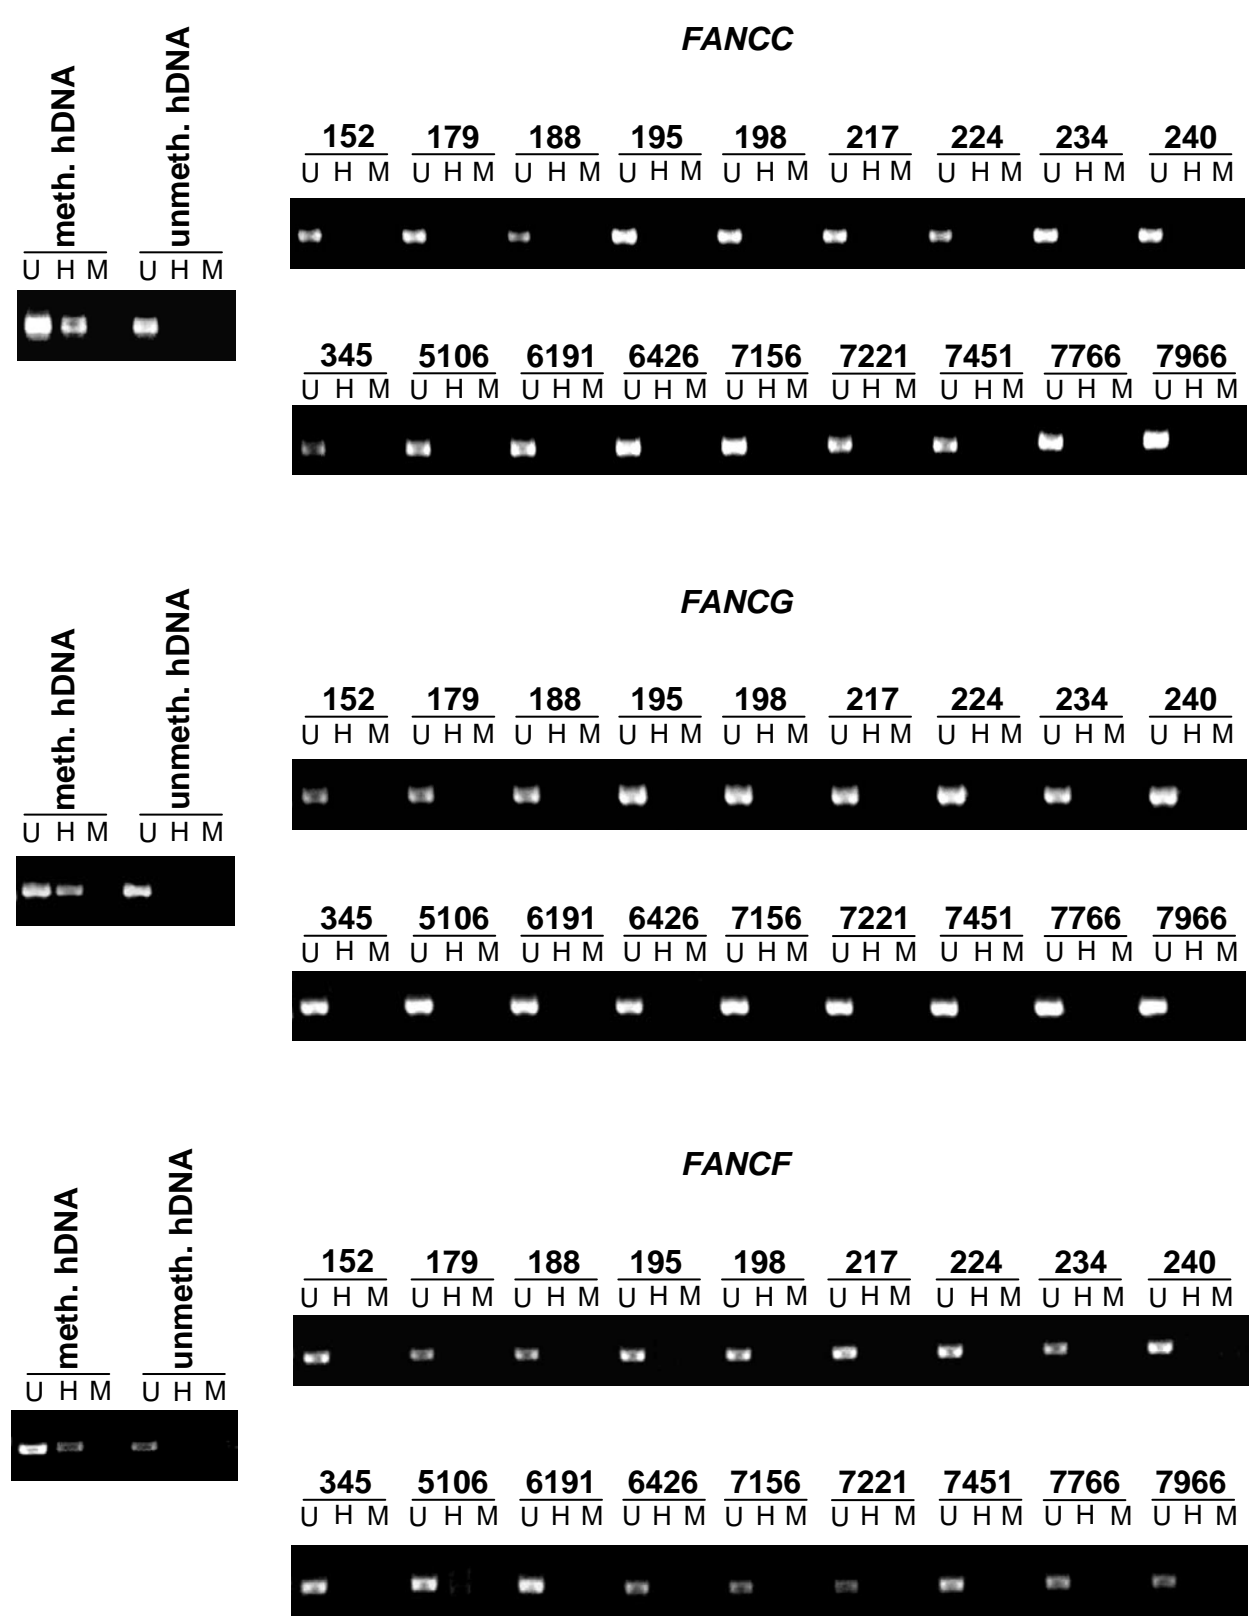 FANCC
meth. hDNA
unmeth. hDNA
U H M U H M
152 179 188 195 198 217 224 234 240
U H M U H M U H M U H M U H M U H M U H M U H M U H M
345 5106 6191 6426 7156 7221 7451 7766 7966
U H M U H M U H M U H M U H M U H M U H M U H M U H M
FANCG
meth. hDNA
unmeth. hDNA
U H M U H M
152 179 188 195 198 217 224 234 240
U H M U H M U H M U H M U H M U H M U H M U H M U H M
345 5106 6191 6426 7156 7221 7451 7766 7966
U H M U H M U H M U H M U H M U H M U H M U H M U H M
FANCF
meth. hDNA
unmeth. hDNA
U H M U H M
152 179 188 195 198 217 224 234 240
U H M U H M U H M U H M U H M U H M U H M U H M U H M
345 5106 6191 6426 7156 7221 7451 7766 7966
U H M U H M U H M U H M U H M U H M U H M U H M U H M